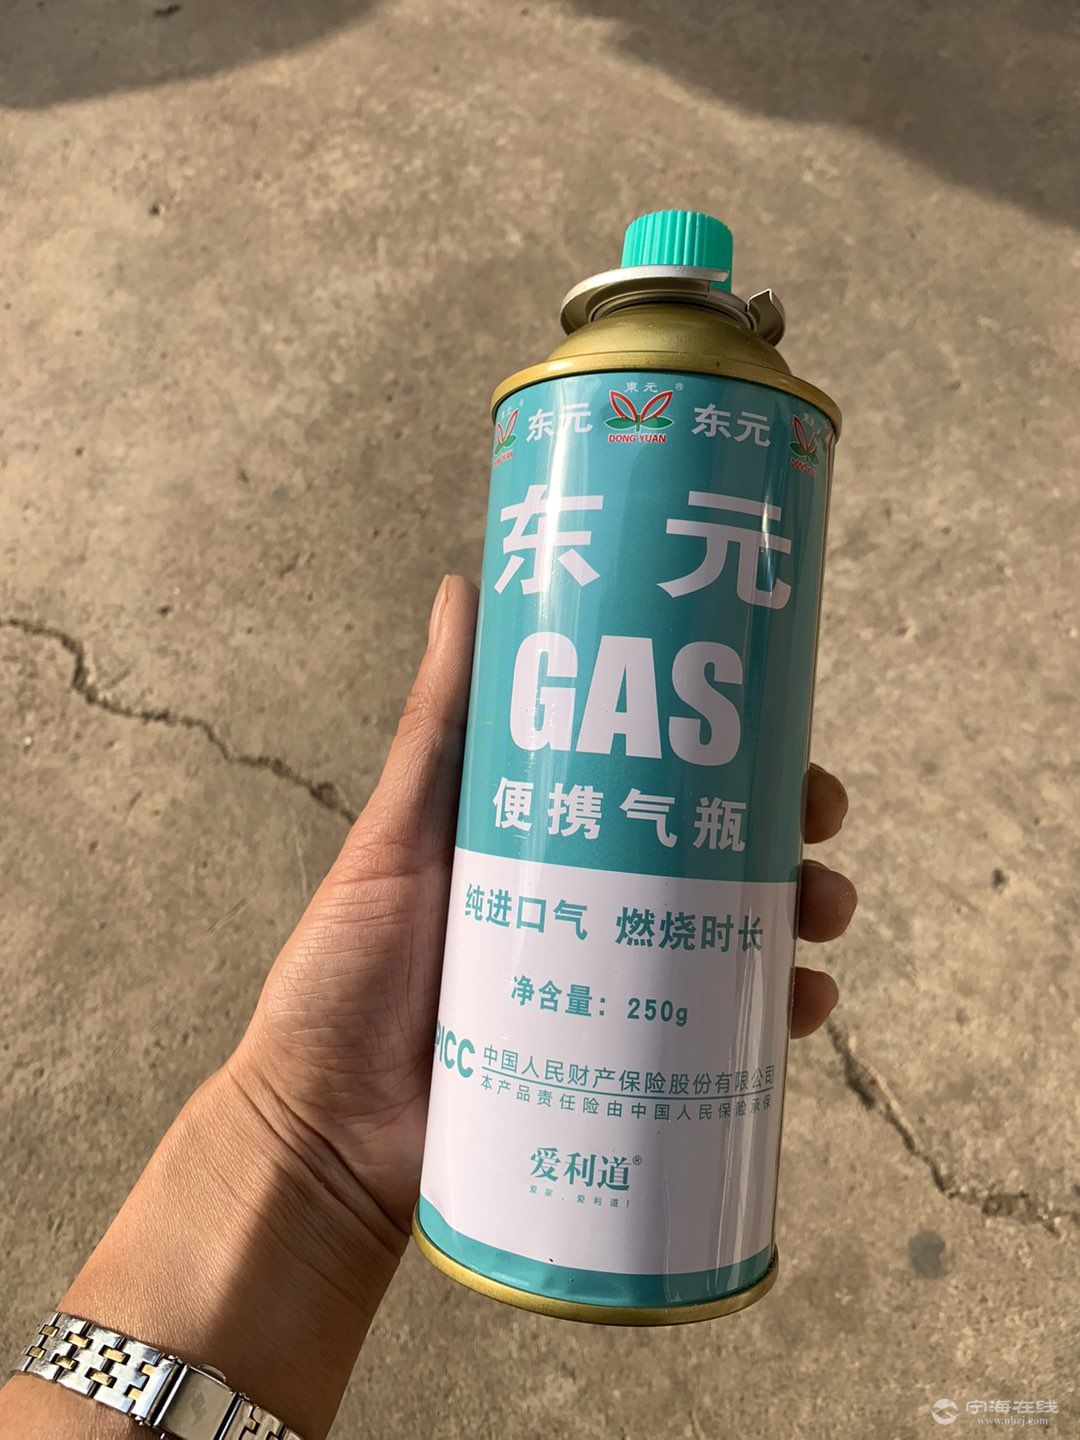 東元®
东元 DONG YUAN 东元
东元
GAS
便携气瓶
纯进口气 燃烧时长
净含量：250g
PICC 中国人民财产保险股份有限公司
本产品责任险由中国人民保险承保
爱利道®
爱家，爱利道！
宁海在线
www.nhzj.com